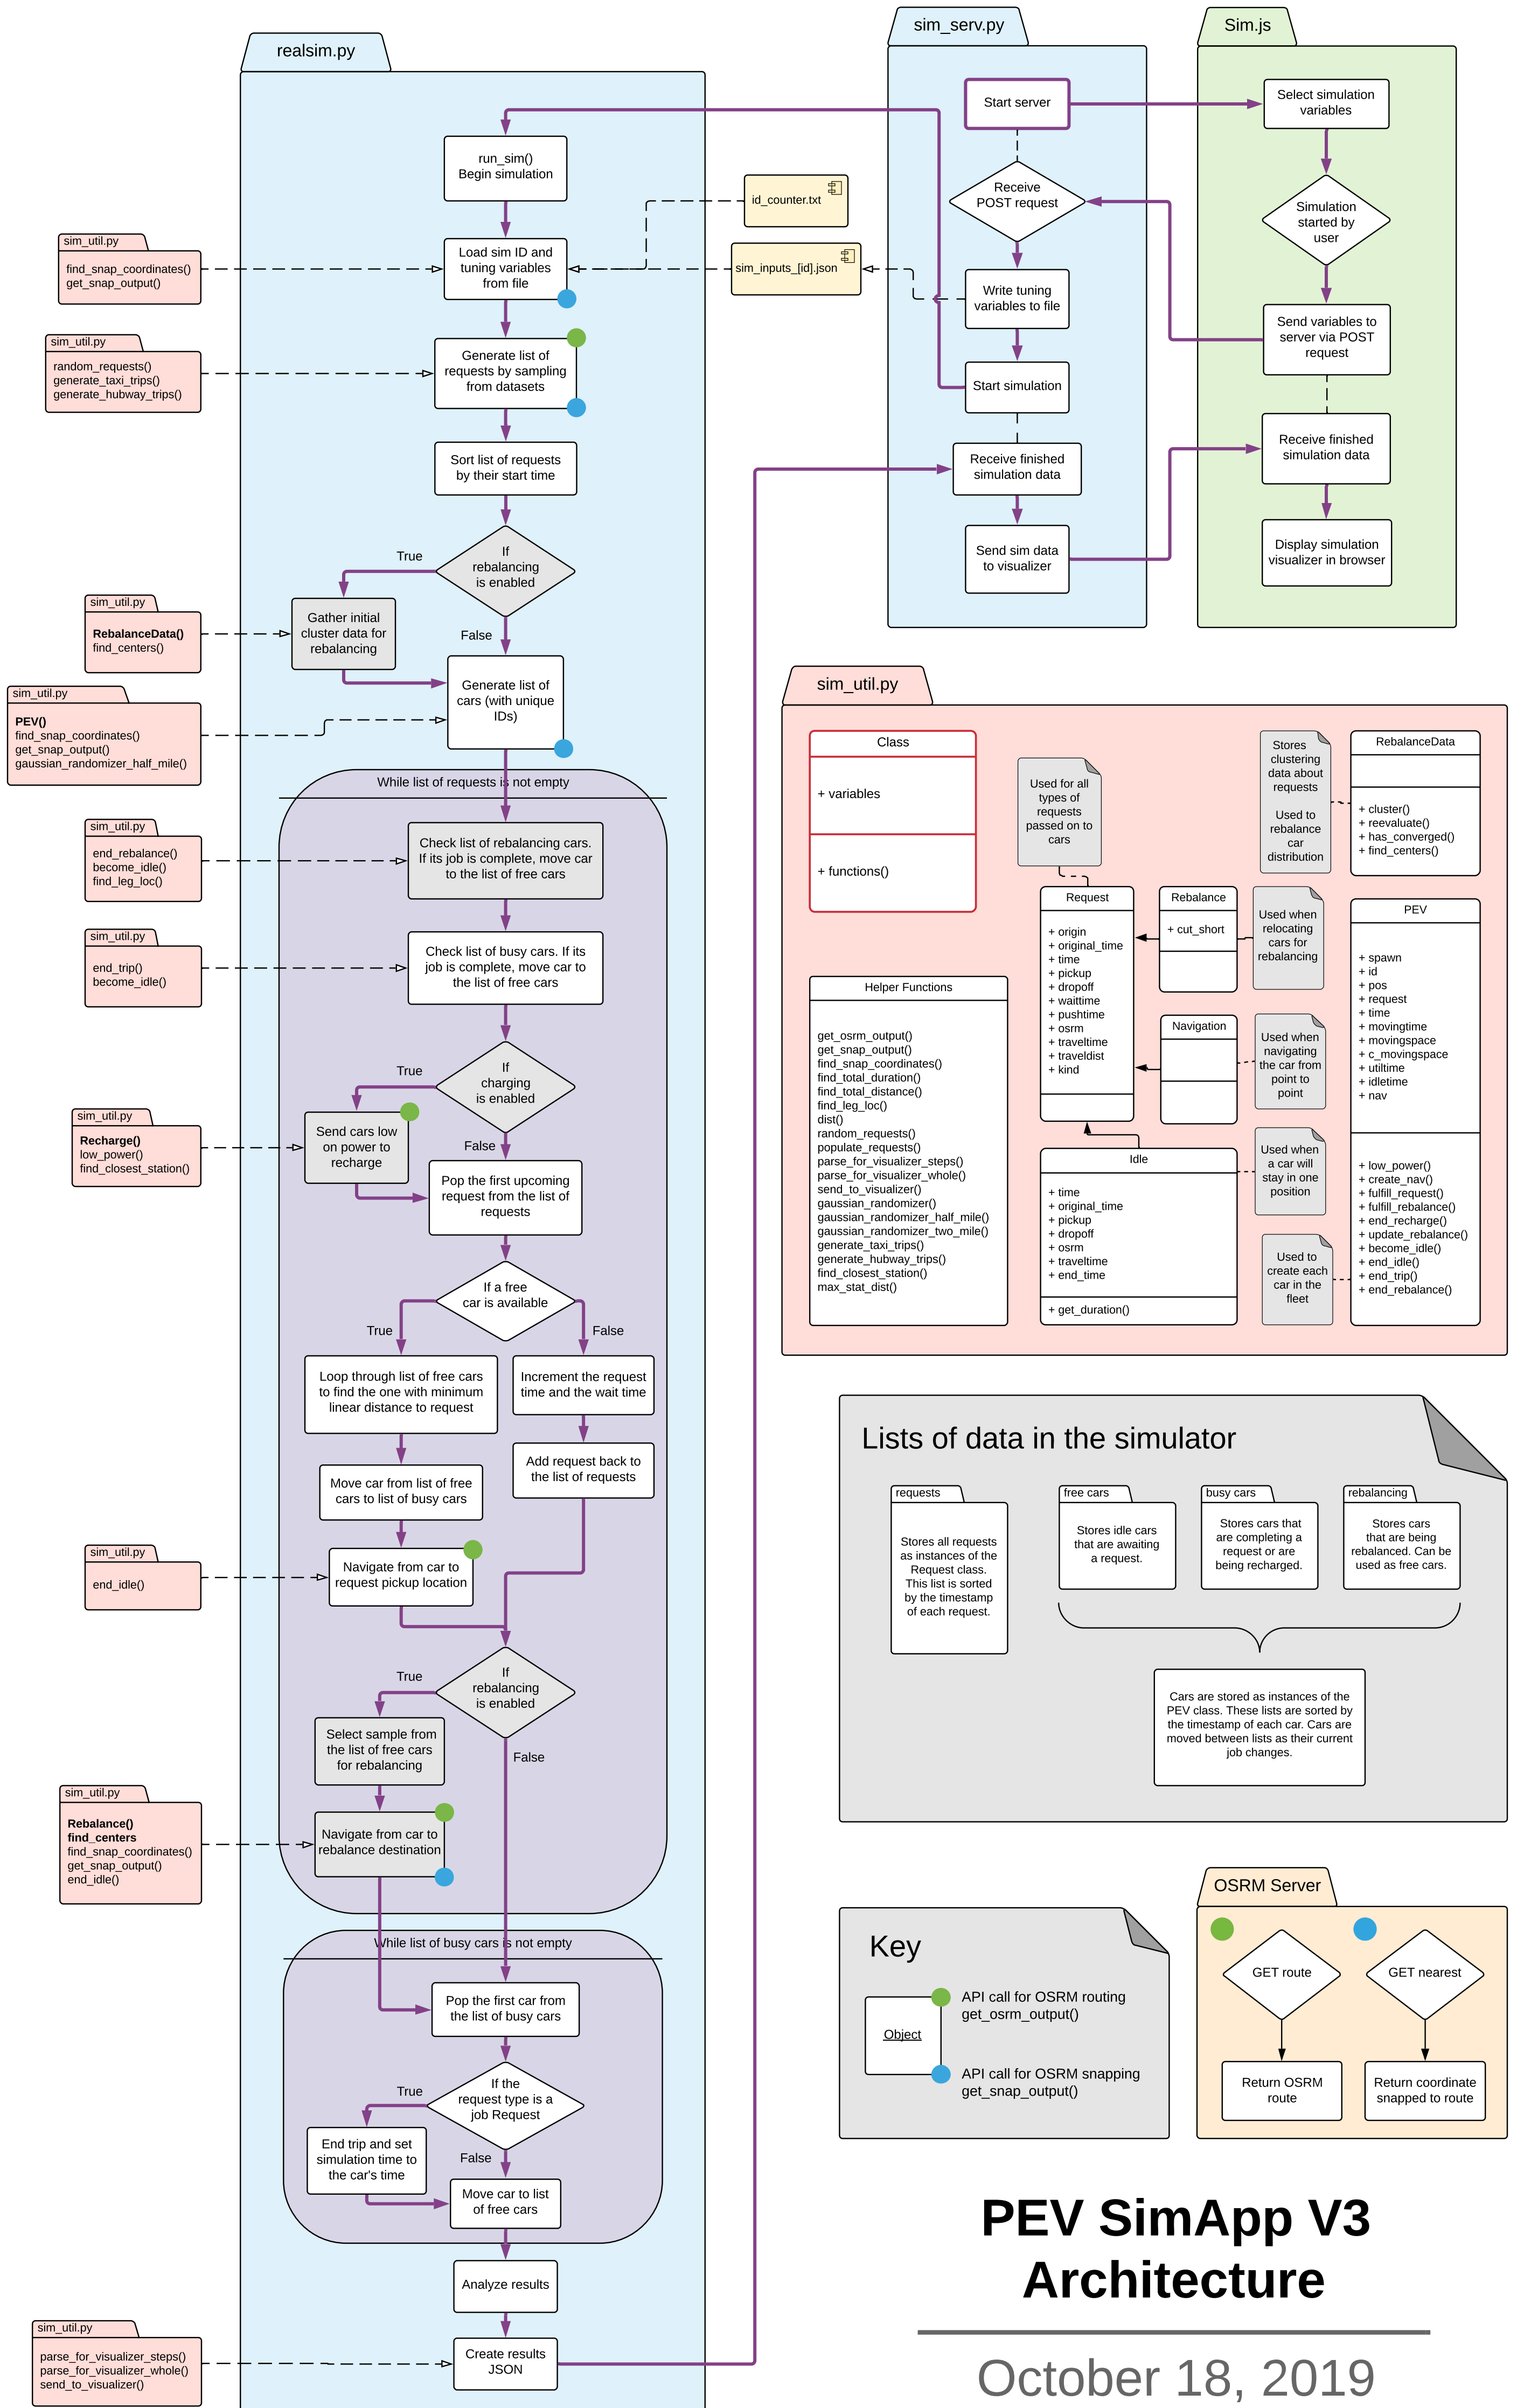 realsim.py
run_sim()
Begin simulation
Load sim ID and
tuning variables
from file
Generate list of
requests by sampling
from datasets
Sort list of requests
by their start time
If
rebalancing
is enabled
True
False
Gather initial
cluster data for
rebalancing
Generate list of
cars (with unique
IDs)
While list of requests is not empty
Check list of rebalancing cars.
If its job is complete, move car
to the list of free cars
Check list of busy cars. If its
job is complete, move car to
the list of free cars
If
charging
is enabled
True
False
Send cars low
on power to
recharge
Pop the first upcoming
request from the list of
requests
If a free
car is available
True
False
Loop through list of free cars
to find the one with minimum
linear distance to request
Increment the request
time and the wait time
Move car from list of free
cars to list of busy cars
Add request back to
the list of requests
Navigate from car to
request pickup location
If
rebalancing
is enabled
True
False
Select sample from
the list of free cars
for rebalancing
Navigate from car to
rebalance destination
While list of busy cars is not empty
Pop the first car from
the list of busy cars
If the
request type is a
job Request
True
False
End trip and set
simulation time to
the car's time
Move car to list
of free cars
Analyze results
Create results
JSON
sim_util.py
find_snap_coordinates()
get_snap_output()
sim_util.py
random_requests()
generate_taxi_trips()
generate_hubway_trips()
sim_util.py
RebalanceData()
find_centers()
sim_util.py
PEV()
find_snap_coordinates()
get_snap_output()
gaussian_randomizer_half_mile()
sim_util.py
end_rebalance()
become_idle()
find_leg_loc()
sim_util.py
end_trip()
become_idle()
sim_util.py
Recharge()
low_power()
find_closest_station()
sim_util.py
end_idle()
sim_util.py
Rebalance()
find_centers
find_snap_coordinates()
get_snap_output()
end_idle()
sim_util.py
parse_for_visualizer_steps()
parse_for_visualizer_whole()
send_to_visualizer()
id_counter.txt
sim_inputs_[id].json
sim_serv.py
Start server
Receive
POST request
Write tuning
variables to file
Start simulation
Receive finished
simulation data
Send sim data
to visualizer
Sim.js
Select simulation
variables
Simulation
started by
user
Send variables to
server via POST
request
Receive finished
simulation data
Display simulation
visualizer in browser
sim_util.py
Class
+ variables
+ functions()
Helper Functions
get_osrm_output()
get_snap_output()
find_snap_coordinates()
find_total_duration()
find_total_distance()
find_leg_loc()
dist()
random_requests()
populate_requests()
parse_for_visualizer_steps()
parse_for_visualizer_whole()
send_to_visualizer()
gaussian_randomizer()
gaussian_randomizer_half_mile()
gaussian_randomizer_two_mile()
generate_taxi_trips()
generate_hubway_trips()
find_closest_station()
max_stat_dist()
Used for all
types of
requests
passed on to
cars
Request
+ origin
+ original_time
+ time
+ pickup
+ dropoff
+ waittime
+ pushtime
+ osrm
+ traveltime
+ traveldist
+ kind
Rebalance
+ cut_short
Used when
relocating
cars for
rebalancing
Navigation
Used when
navigating
the car from
point to
point
Idle
+ time
+ original_time
+ pickup
+ dropoff
+ osrm
+ traveltime
+ end_time
+ get_duration()
Used when
a car will
stay in one
position
Stores
clustering
data about
requests
Used to
rebalance
car
distribution
RebalanceData
+ cluster()
+ reevaluate()
+ has_converged()
+ find_centers()
PEV
+ spawn
+ id
+ pos
+ request
+ time
+ movingtime
+ movingspace
+ c_movingspace
+ utiltime
+ idletime
+ nav
+ low_power()
+ create_nav()
+ fulfill_request()
+ fulfill_rebalance()
+ end_recharge()
+ update_rebalance()
+ become_idle()
+ end_idle()
+ end_trip()
+ end_rebalance()
Used to
create each
car in the
fleet
Lists of data in the simulator
requests
Stores all requests
as instances of the
Request class.
This list is sorted
by the timestamp
of each request.
free cars
Stores idle cars
that are awaiting
a request.
busy cars
Stores cars that
are completing a
request or are
being recharged.
rebalancing
Stores cars
that are being
rebalanced. Can be
used as free cars.
Cars are stored as instances of the
PEV class. These lists are sorted by
the timestamp of each car. Cars are
moved between lists as their current
job changes.
Key
Object
API call for OSRM routing
get_osrm_output()
API call for OSRM snapping
get_snap_output()
OSRM Server
GET route
GET nearest
Return OSRM
route
Return coordinate
snapped to route
PEV SimApp V3
Architecture
October 18, 2019